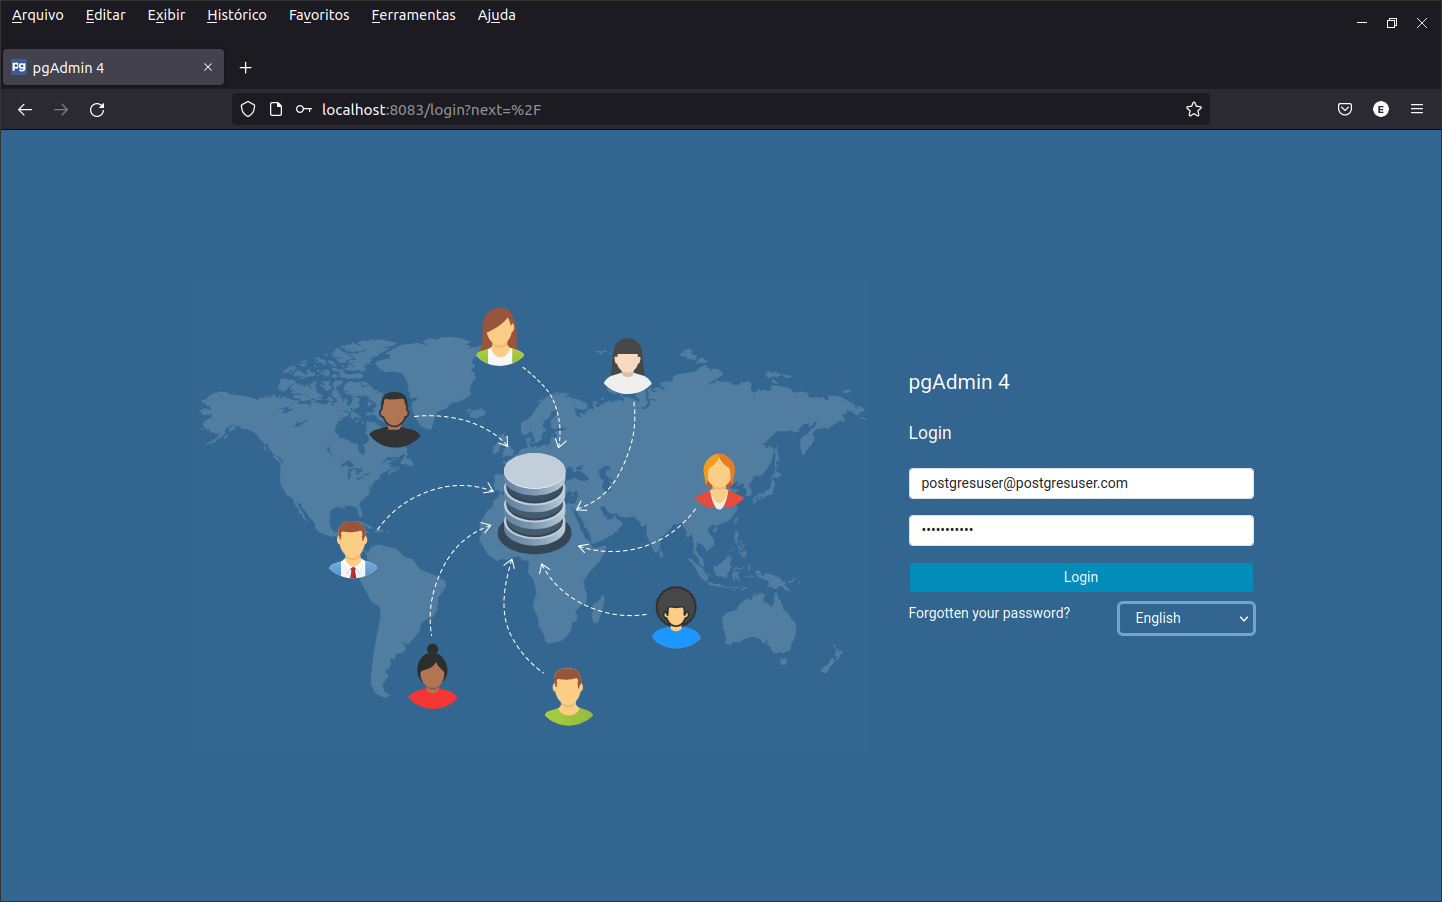 Arquivo Editar Exibir Histórico Favoritos Ferramentas Ajuda
pg pgAdmin 4
localhost:8083/login?next=%2F
E
pgAdmin 4
Login
postgresuser@postgresuser.com
•••••••••••
Login
Forgotten your password?
English